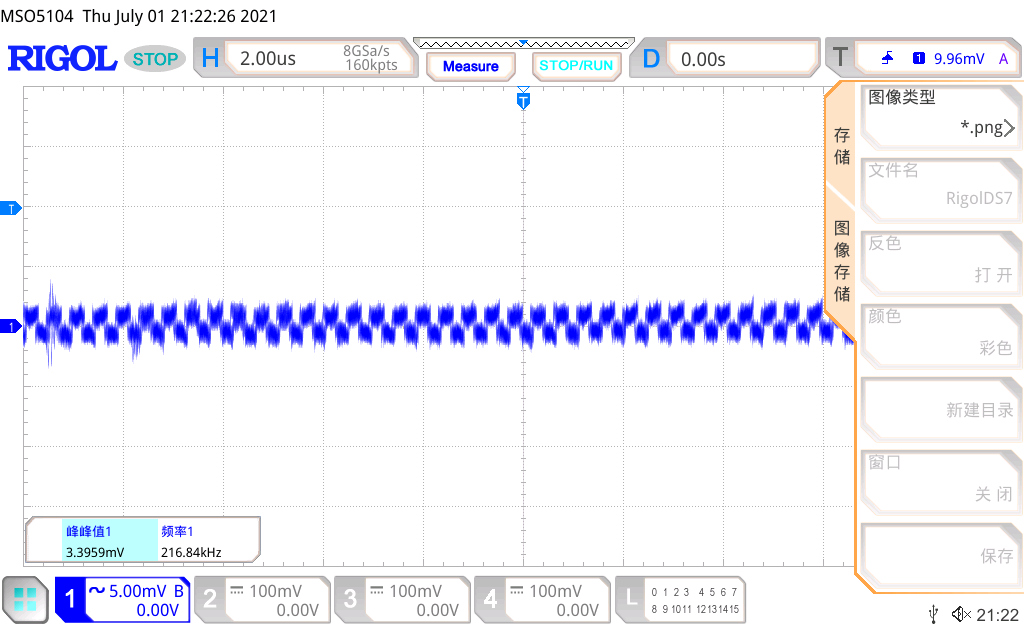 MSO5104 Thu July 01 21:22:26 2021
RIGOL STOP H 2.00us 8GSa/s 160kpts Measure STOP/RUN D 0.00s T 1 9.96mV A
T
图像类型
*.png
存储
文件名
RigolDS7
T
图像存储
反色
打开
颜色
彩色
1
新建目录
窗口
关闭
保存
峰峰值1 频率1
3.3959mV 216.84kHz
1 5.00mV B
0.00V
2 100mV
0.00V
3 100mV
0.00V
4 100mV
0.00V
L 0 1 2 3 4 5 6 7
8 9 10 11 12 13 14 15
21:22